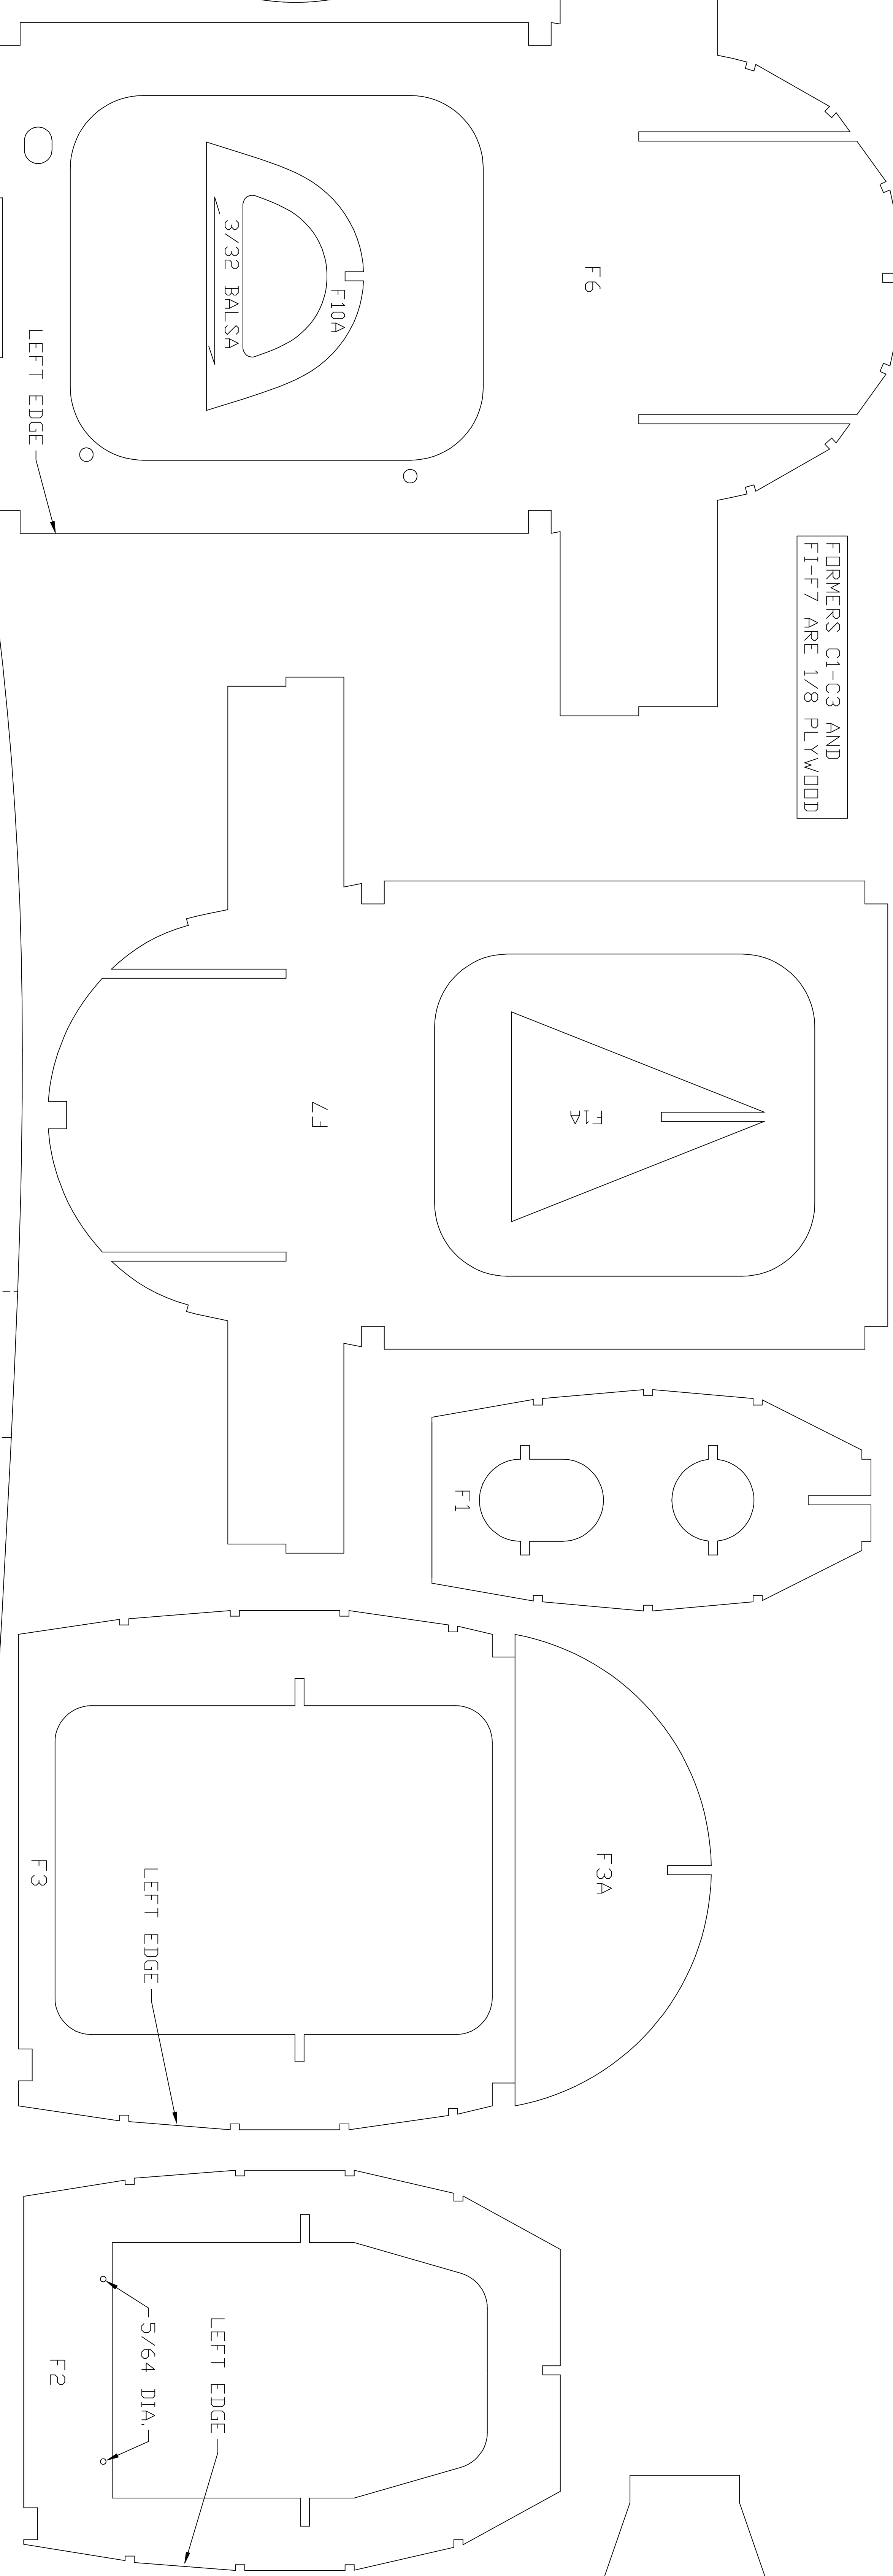 F6
F10A
3/32 BALSA
LEFT EDGE
FORMERS C1-C3 AND
F1-F7 ARE 1/8 PLYWOOD
F7
F1A
F1
F3A
LEFT EDGE
F3
LEFT EDGE
5/64 DIA.
F2